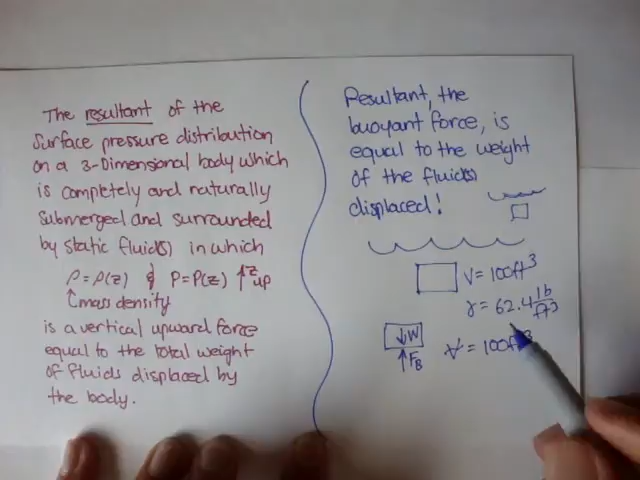 The resultant of the
Surface pressure distribution
on a 3-Dimensional body which
is completely and naturally
submerged and surrounded
by static fluid(s) in which
ρ=ρ(z) & P=P(z) ↑z up
↑mass density
is a vertical upward force
equal to the total weight
of fluids displaced by
the body.
Resultant, the
buoyant force, is
equal to the weight
of the fluid(s)
displaced!
V=100ft³
γ=62.4 lb/ft³
↓W
↑F_B
V=100ft³